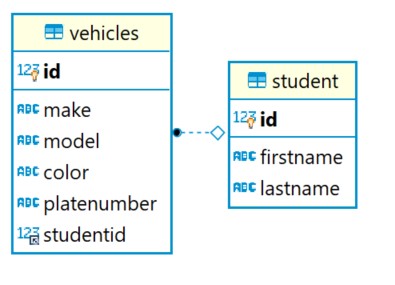 vehicles
123 id
ABC make
ABC model
ABC color
ABC platenumber
123 studentid
student
123 id
ABC firstname
ABC lastname